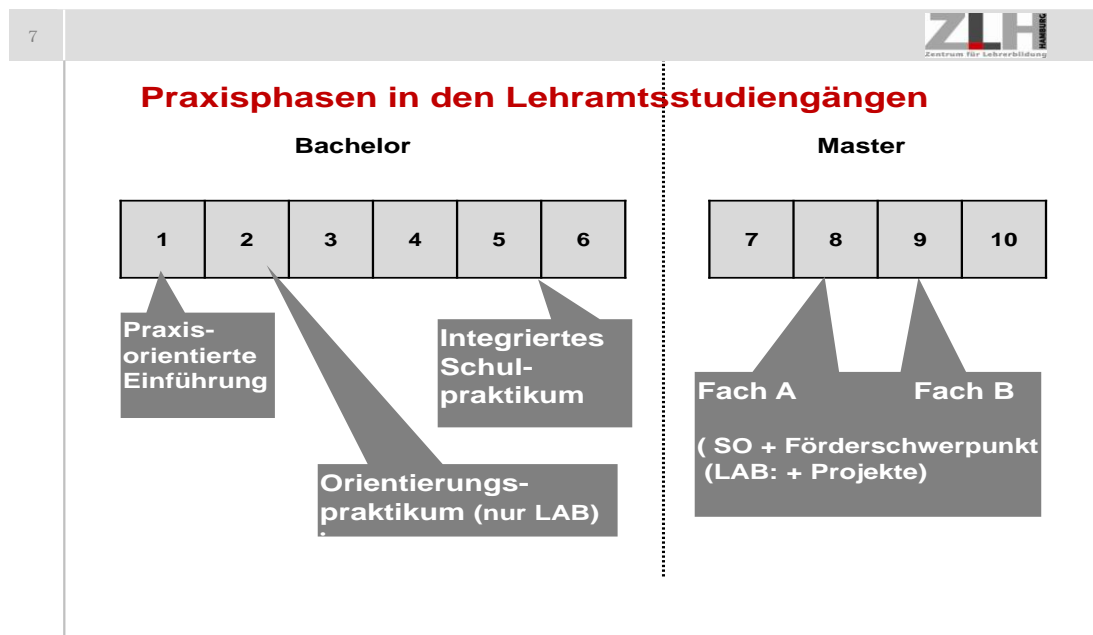 7
ZLH
HAMBURG
Zentrum für Lehrerbildung
Praxisphasen in den Lehramtsstudiengängen
Bachelor
Master
1 2 3 4 5 6
7 8 9 10
Praxis-
orientierte
Einführung
Integriertes
Schul-
praktikum
Orientierungs-
praktikum (nur LAB)
Fach A Fach B
( SO + Förderschwerpunkt
(LAB: + Projekte)